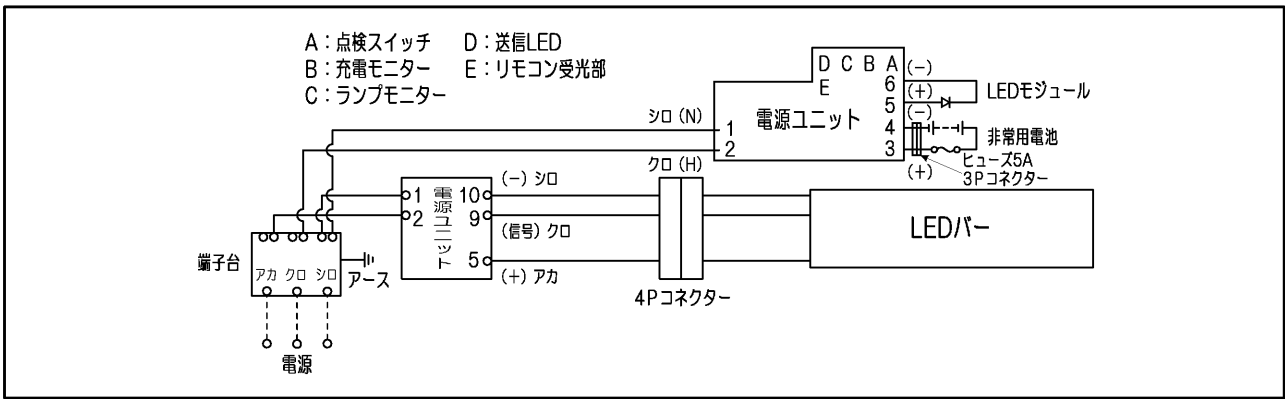 A：点検スイッチ　D：送信LED
B：充電モニター　E：リモコン受光部
C：ランプモニター
D C B A
E
電源ユニット
6
5
4
3
(-)
(+)
(-)
(+)
LEDモジュール
非常用電池
ヒューズ5A
3Pコネクター
シロ (N)
1
2
クロ (H)
1
2
電源ユニット
10
9
5
(-) シロ
(信号) クロ
(+) アカ
4Pコネクター
LEDバー
端子台
アカ クロ シロ
アース
電源